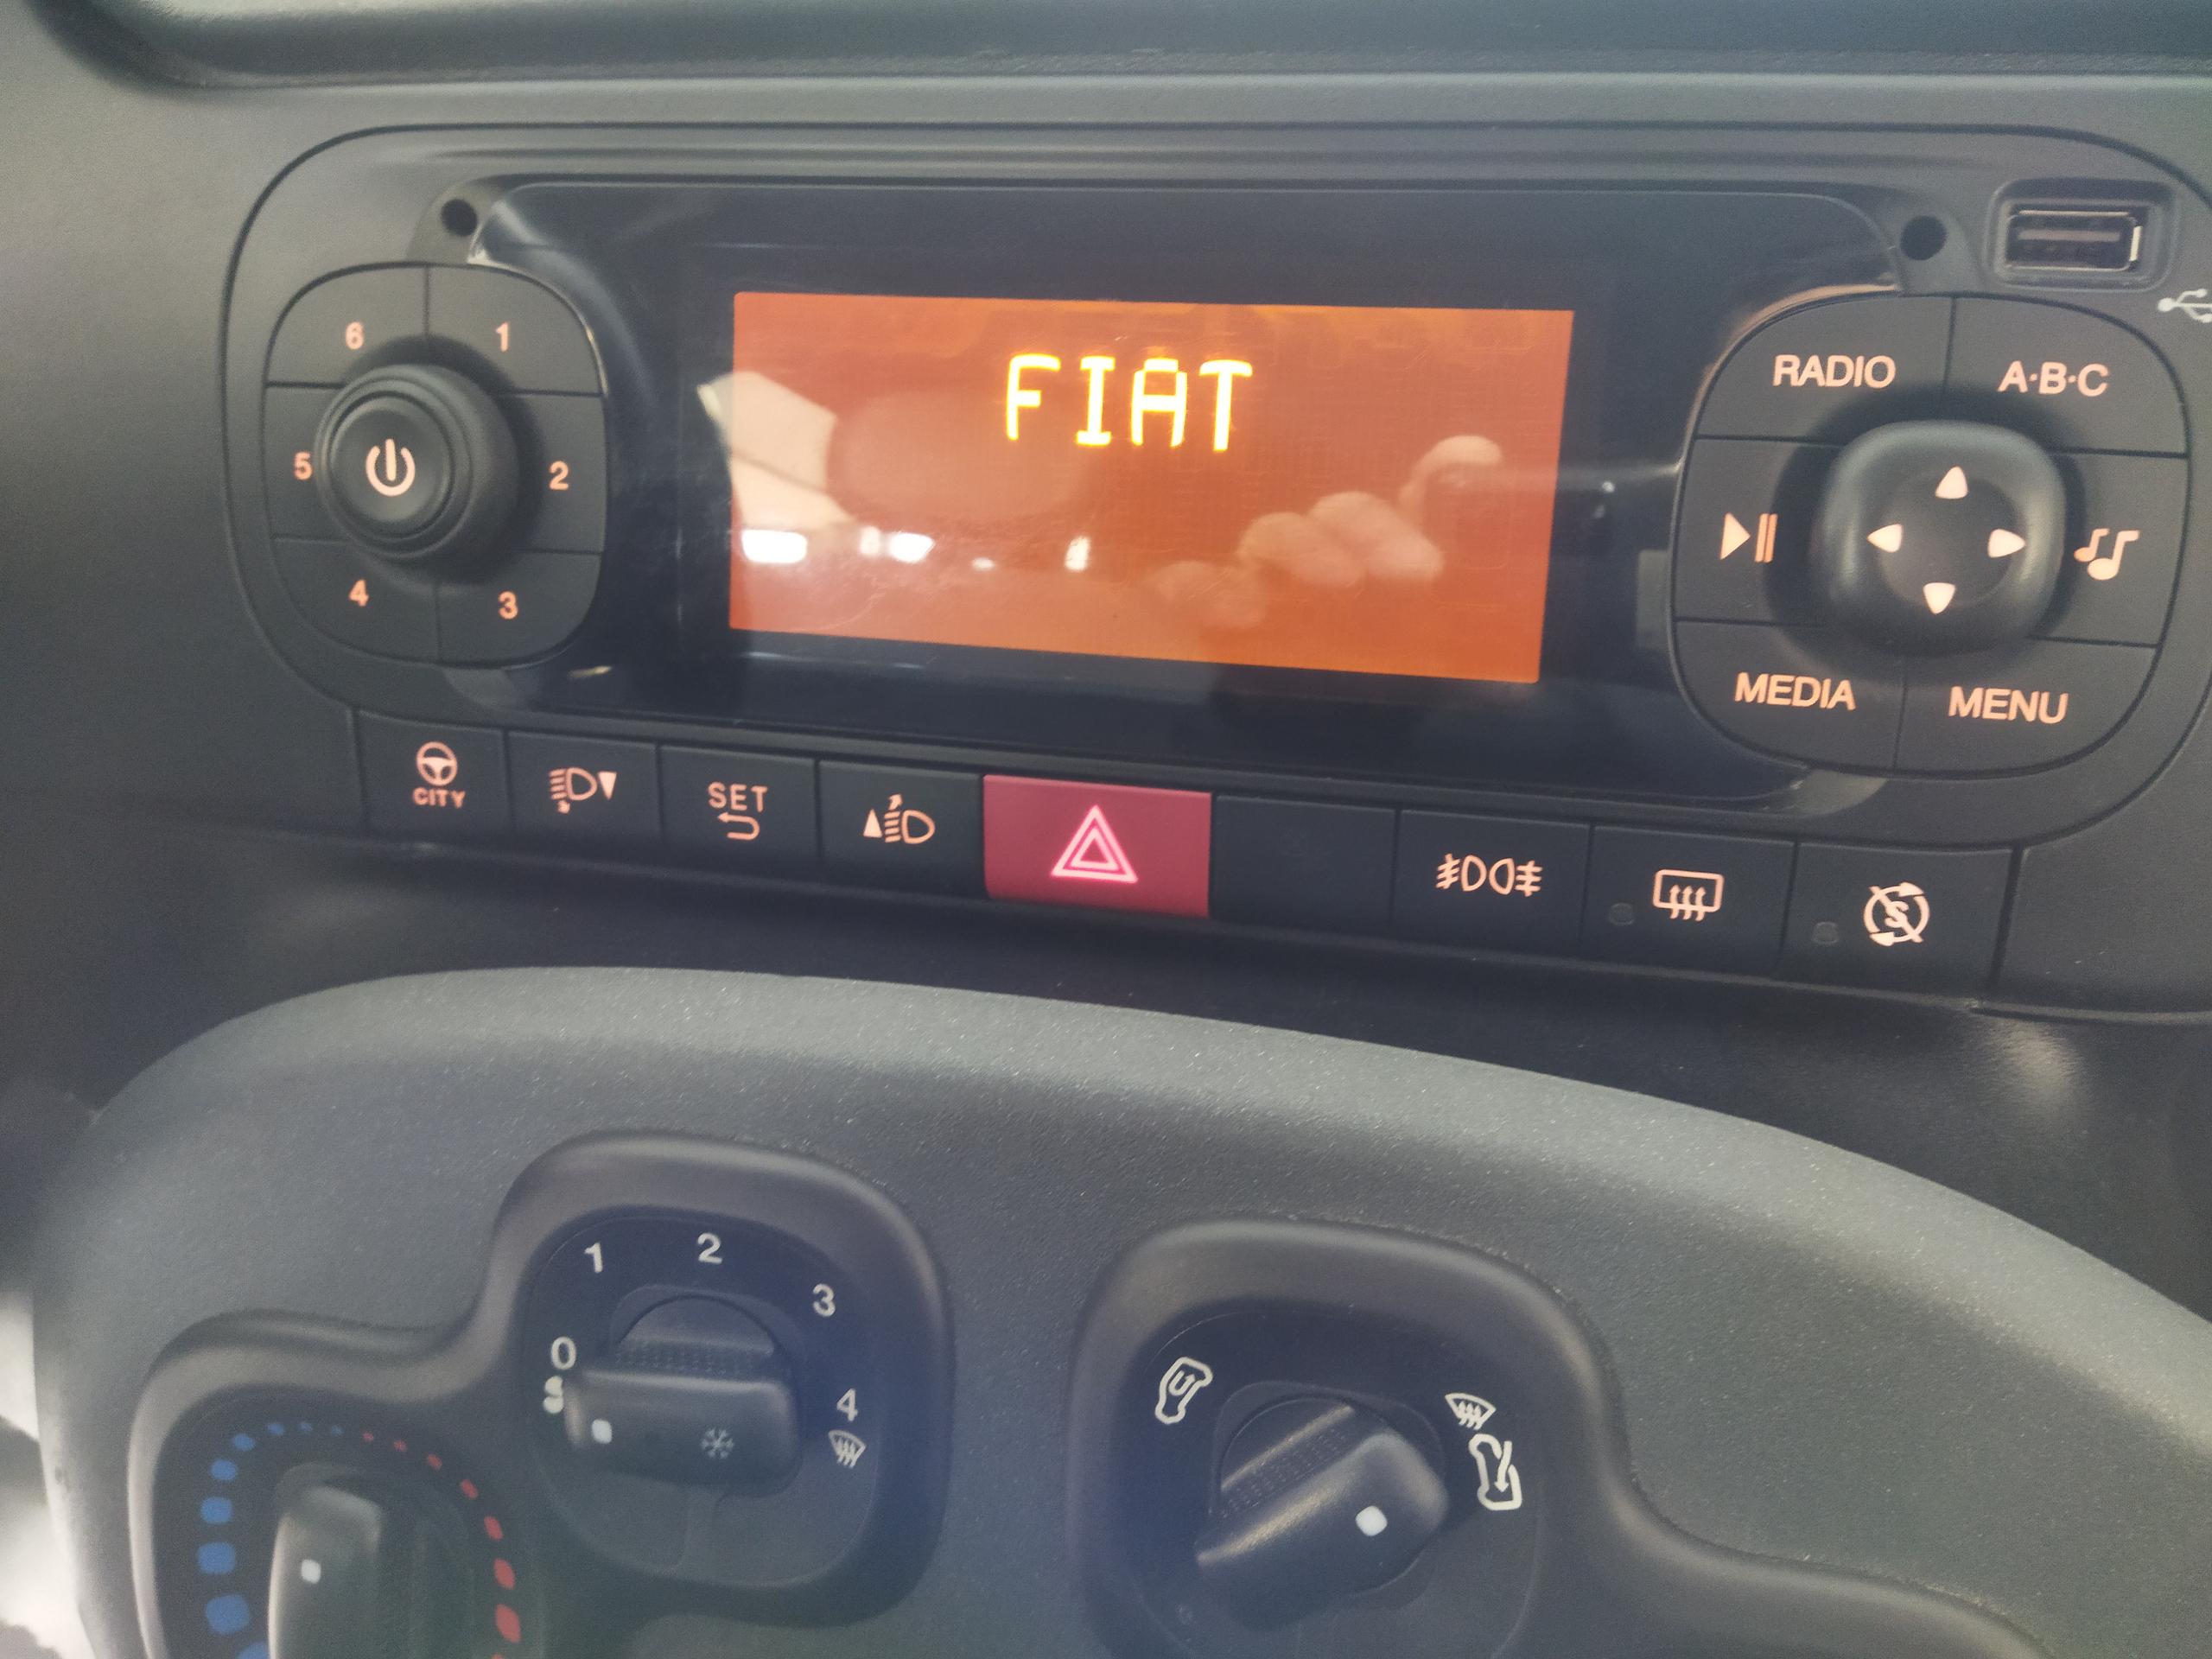 FIAT
6 1
5 2
4 3
RADIO A·B·C
MEDIA MENU
CITY
SET
S
1 2 3
0
4